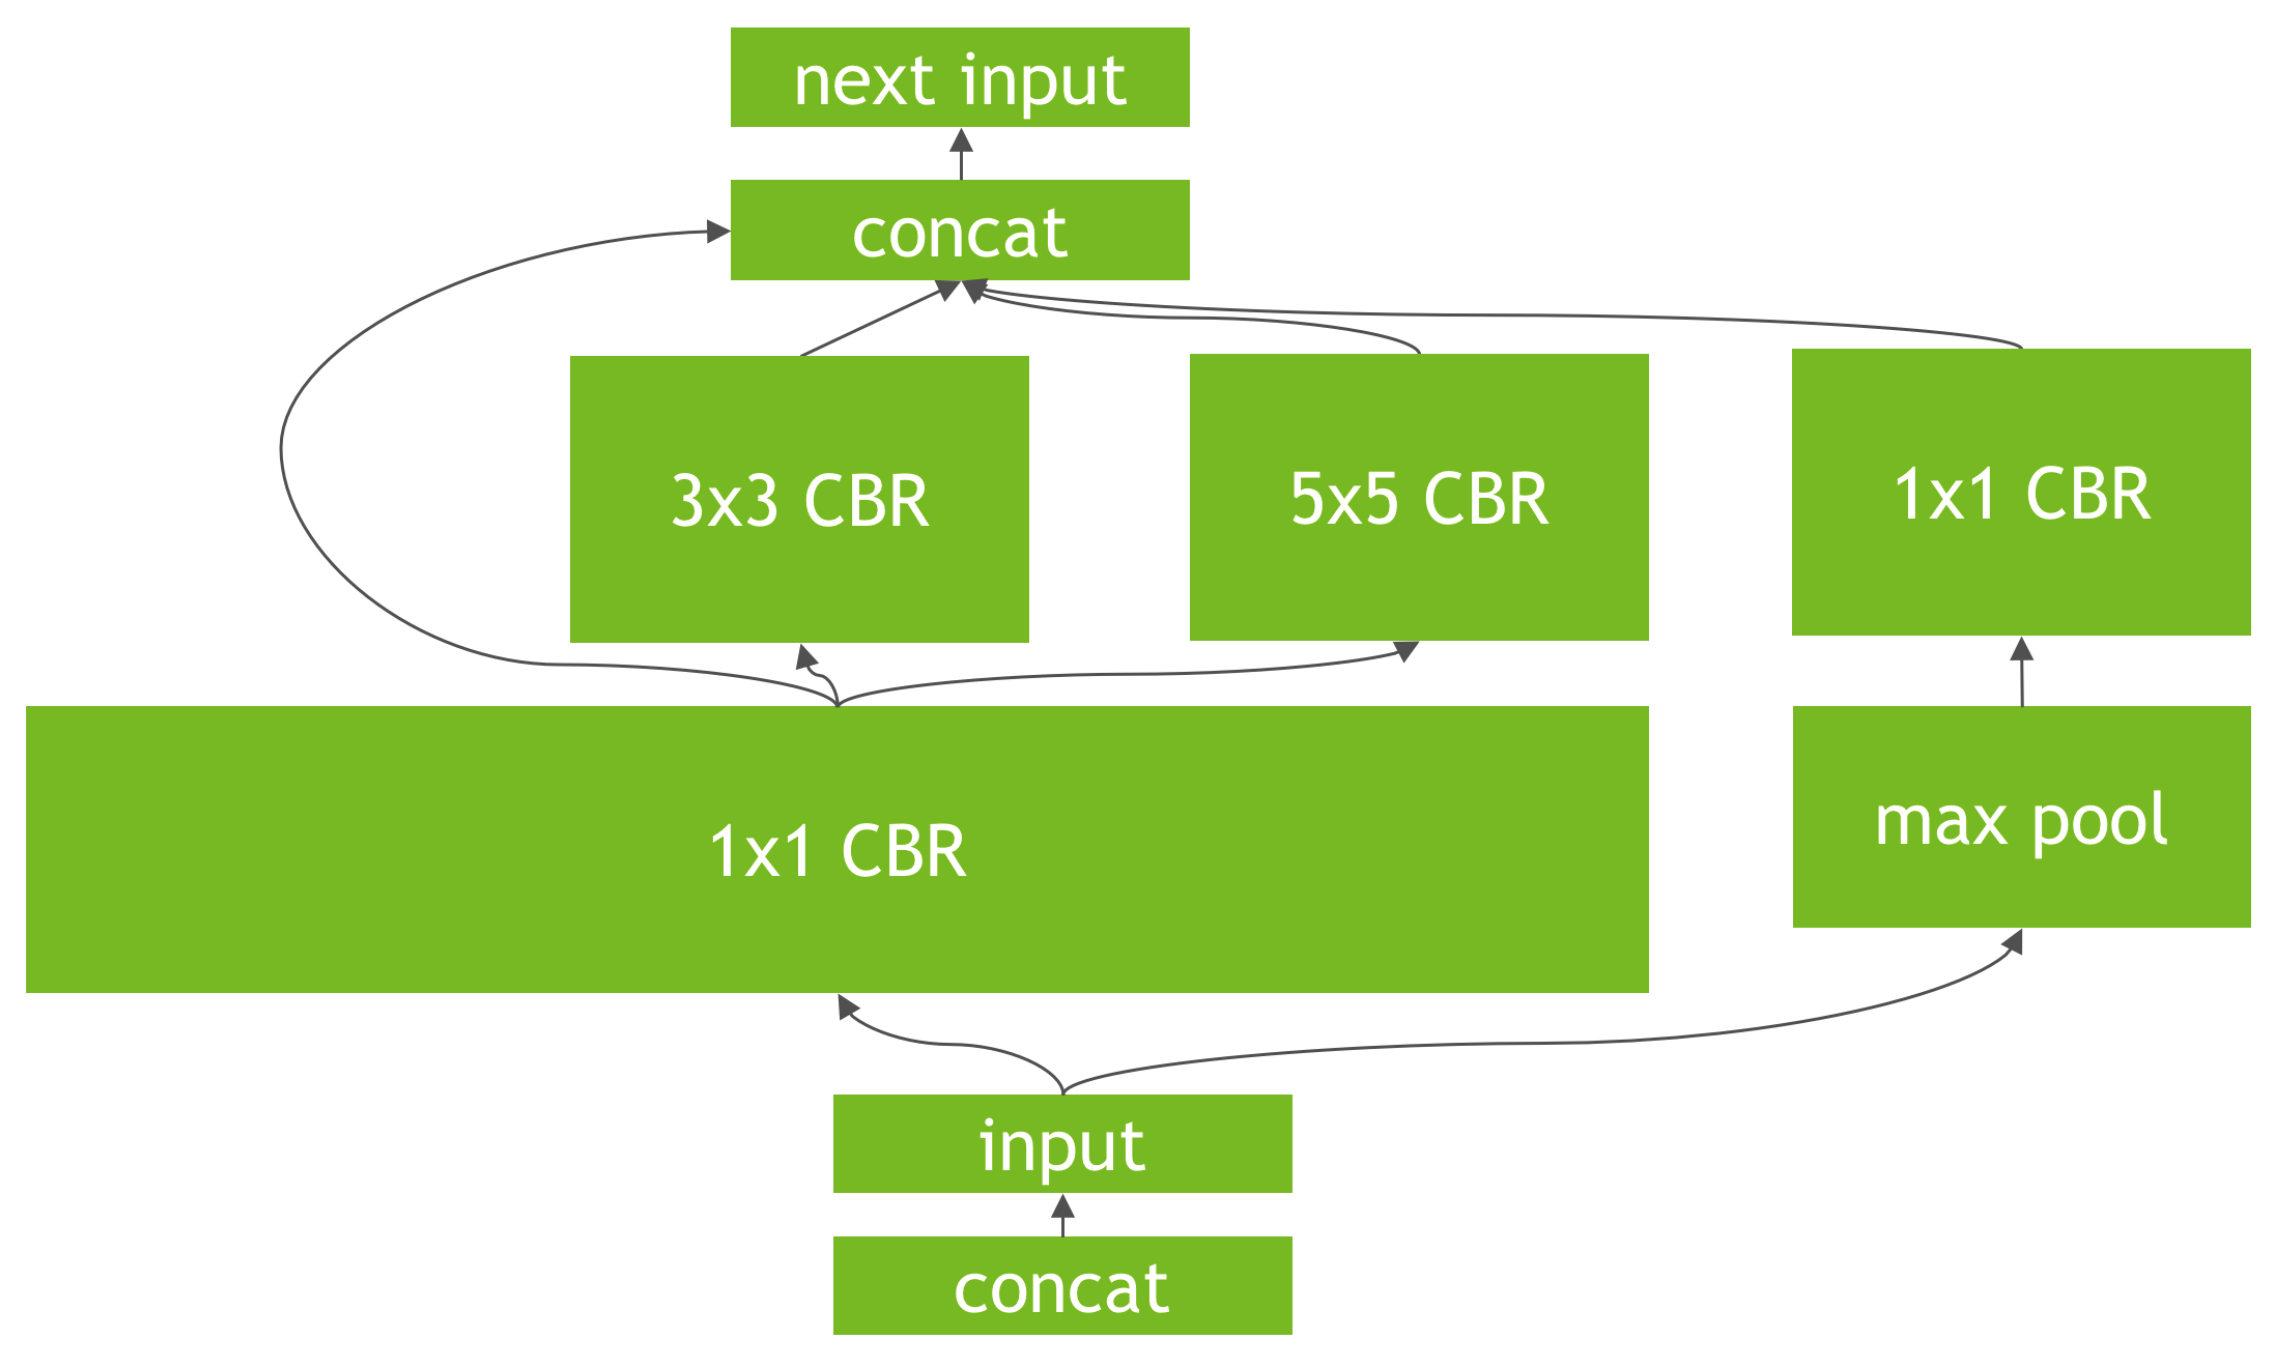 next input
concat
3x3 CBR
5x5 CBR
1x1 CBR
1x1 CBR
max pool
input
concat